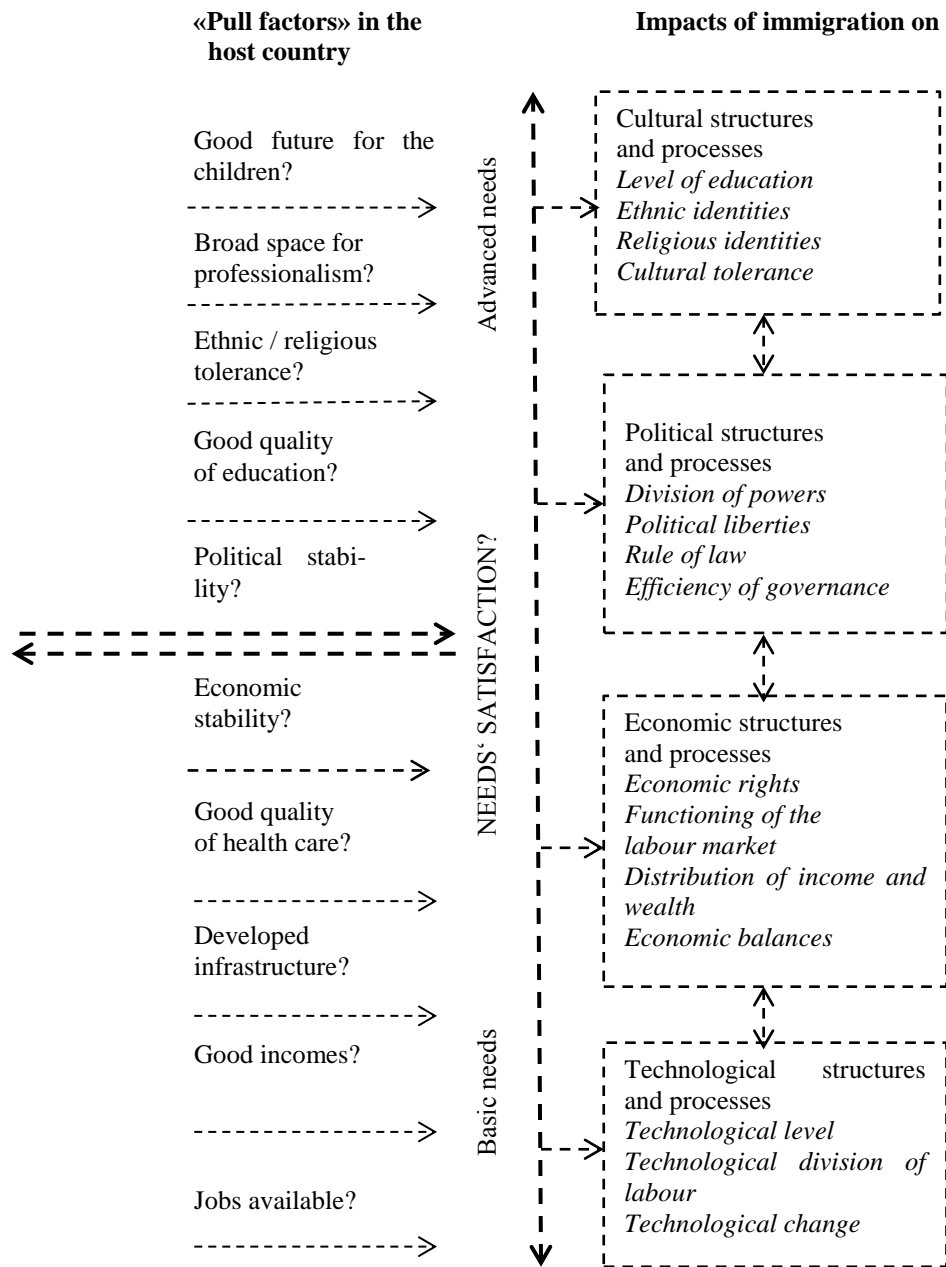 «Pull factors» in the
host country
Good future for the
children?
Broad space for
professionalism?
Ethnic / religious
tolerance?
Good quality
of education?
Political stabi-
lity?
Economic
stability?
Good quality
of health care?
Developed
infrastructure?
Good incomes?
Jobs available?
Advanced needs
NEEDS‘ SATISFACTION?
Basic needs
Impacts of immigration on
Cultural structures
and processes
Level of education
Ethnic identities
Religious identities
Cultural tolerance
Political structures
and processes
Division of powers
Political liberties
Rule of law
Efficiency of governance
Economic structures
and processes
Economic rights
Functioning of the
labour market
Distribution of income and
wealth
Economic balances
Technological structures
and processes
Technological level
Technological division of
labour
Technological change